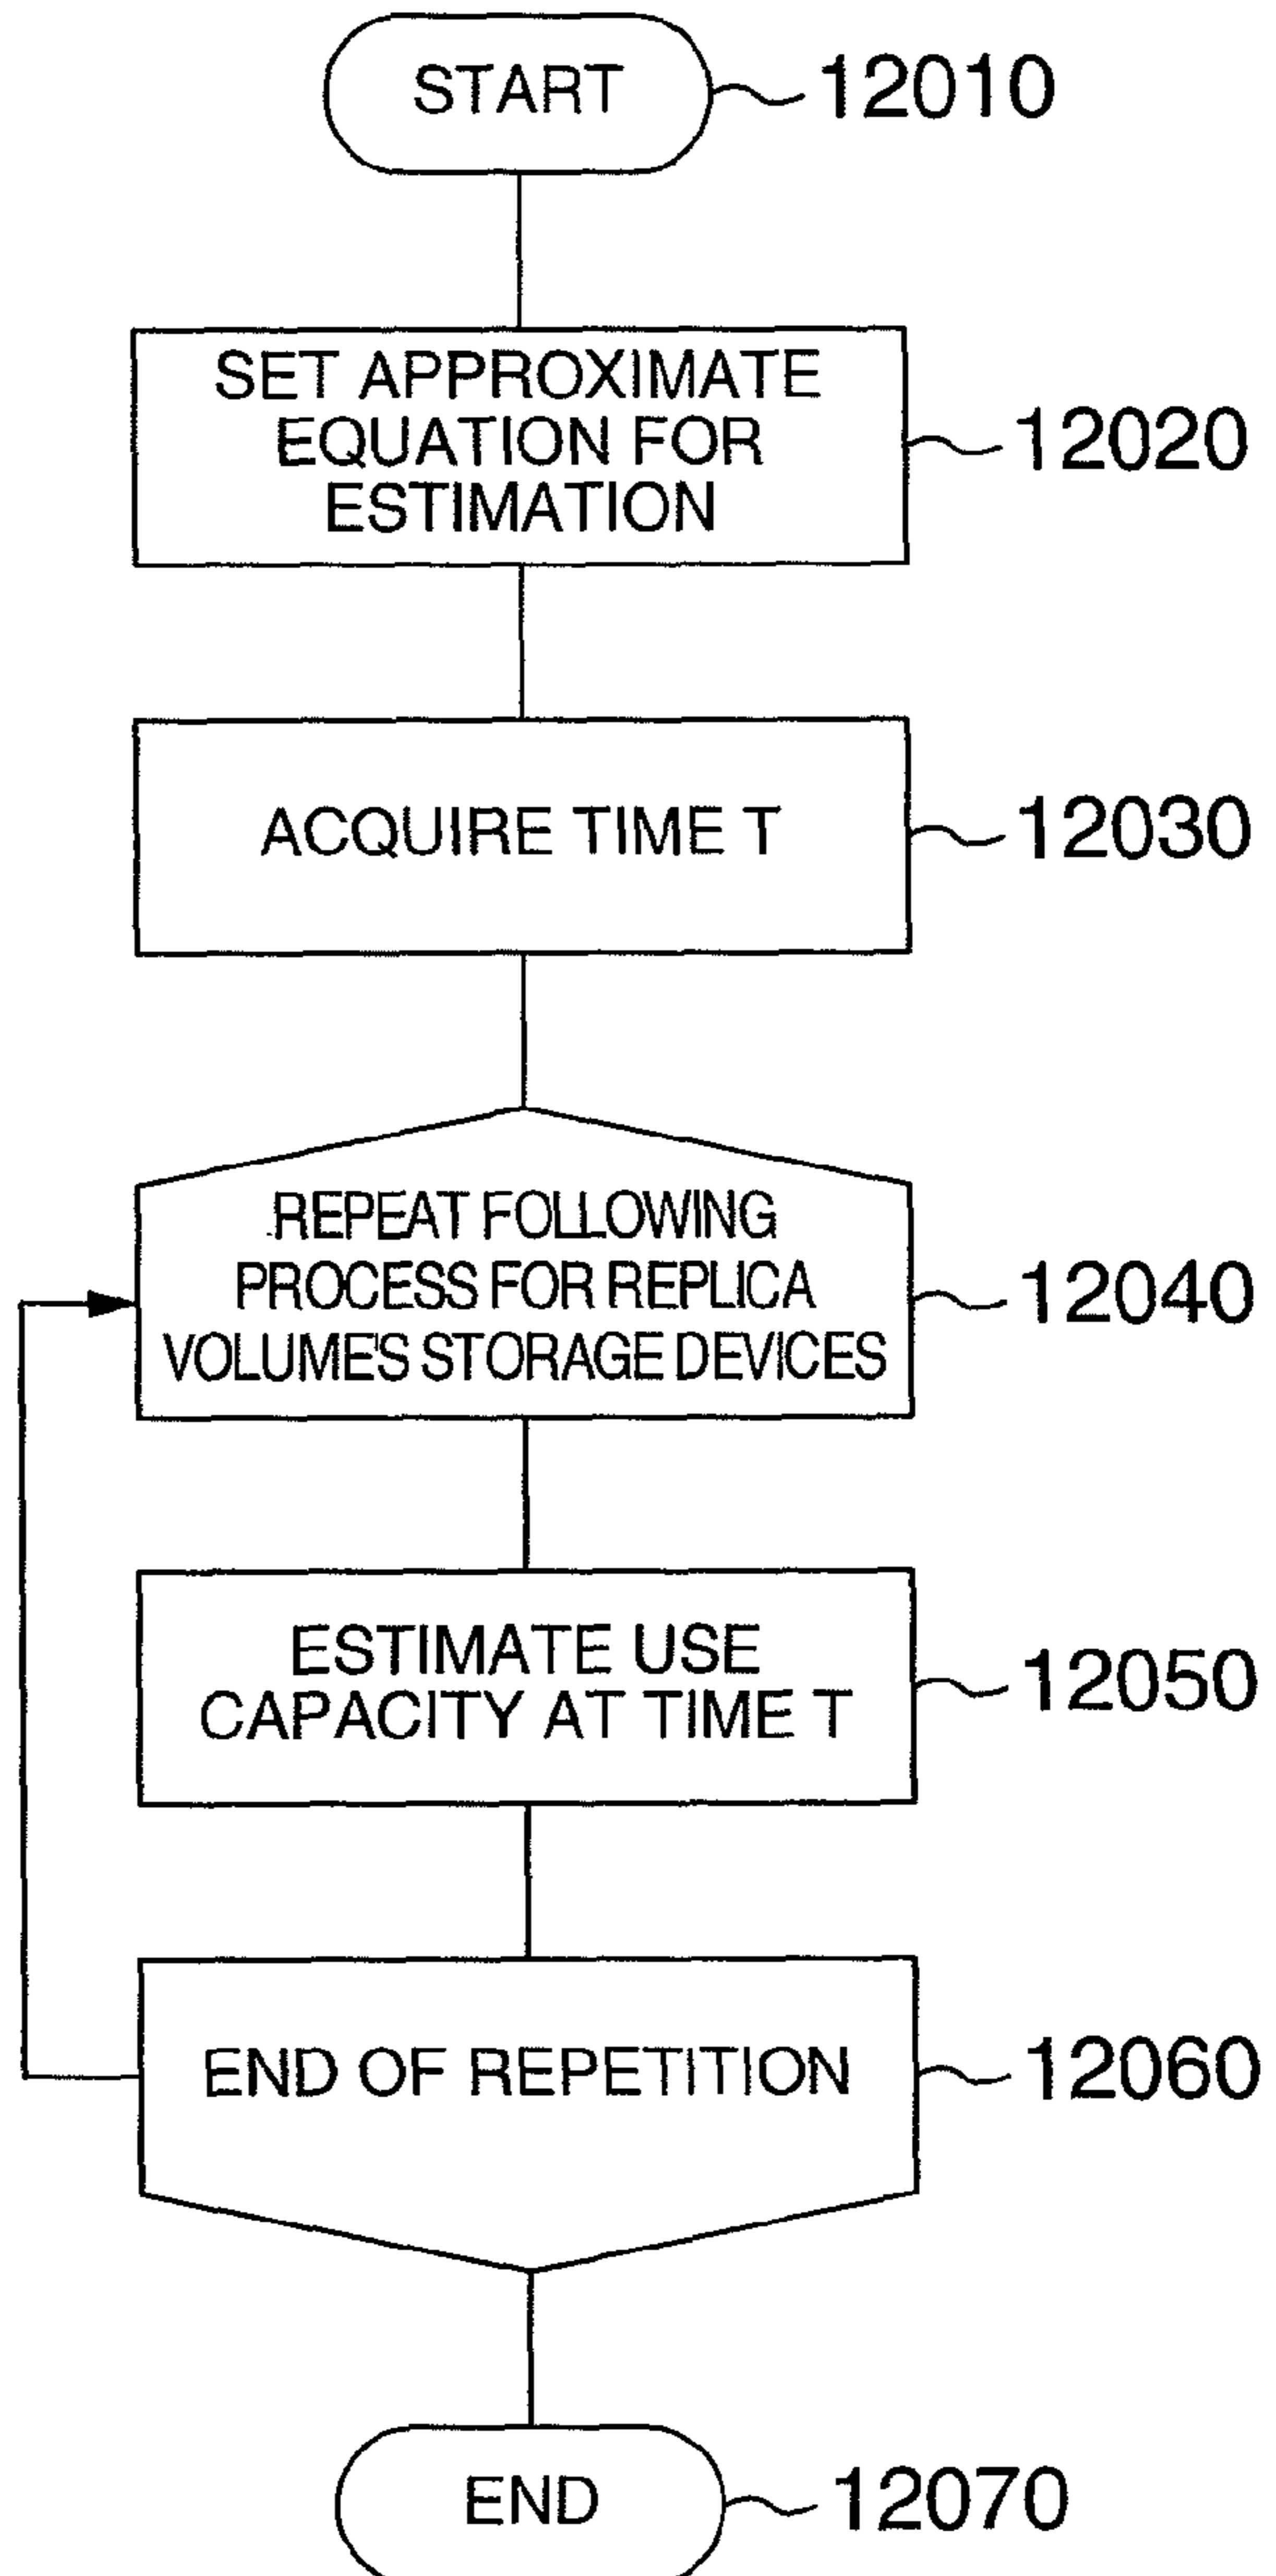 START
12010
SET APPROXIMATE
EQUATION FOR
ESTIMATION
12020
ACQUIRE TIME T
12030
REPEAT FOLLOWING
PROCESS FOR REPLICA
VOLUME'S STORAGE DEVICES
12040
ESTIMATE USE
CAPACITY AT TIME T
12050
END OF REPETITION
12060
END
12070